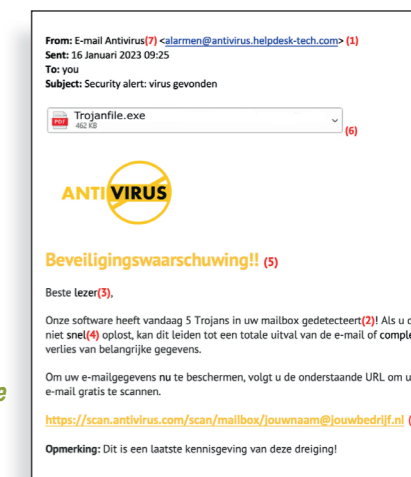 From: E-mail Antivirus(7) <alarmen@antivirus.helpdesk-tech.com> (1)
Sent: 16 Januari 2023 09:25
To: you
Subject: Security alert: virus gevonden
PDF Trojanfile.exe
462 KB
(6)
ANTIVIRUS
Beveiligingswaarschuwing!! (5)
Beste lezer(3),
Onze software heeft vandaag 5 Trojans in uw mailbox gedetecteert(2)! Als u
niet snel(4) oplost, kan dit leiden tot een totale uitval van de e-mail of
verlies van belangrijke gegevens.
Om uw e-mailgegevens nu te beschermen, volgt u de onderstaande URL om
e-mail gratis te scannen.
https://scan.antivirus.com/scan/mailbox/jouwnaam@jouwbedrijf.nl
Opmerking: Dit is een laatste kennisgeving van deze dreiging!